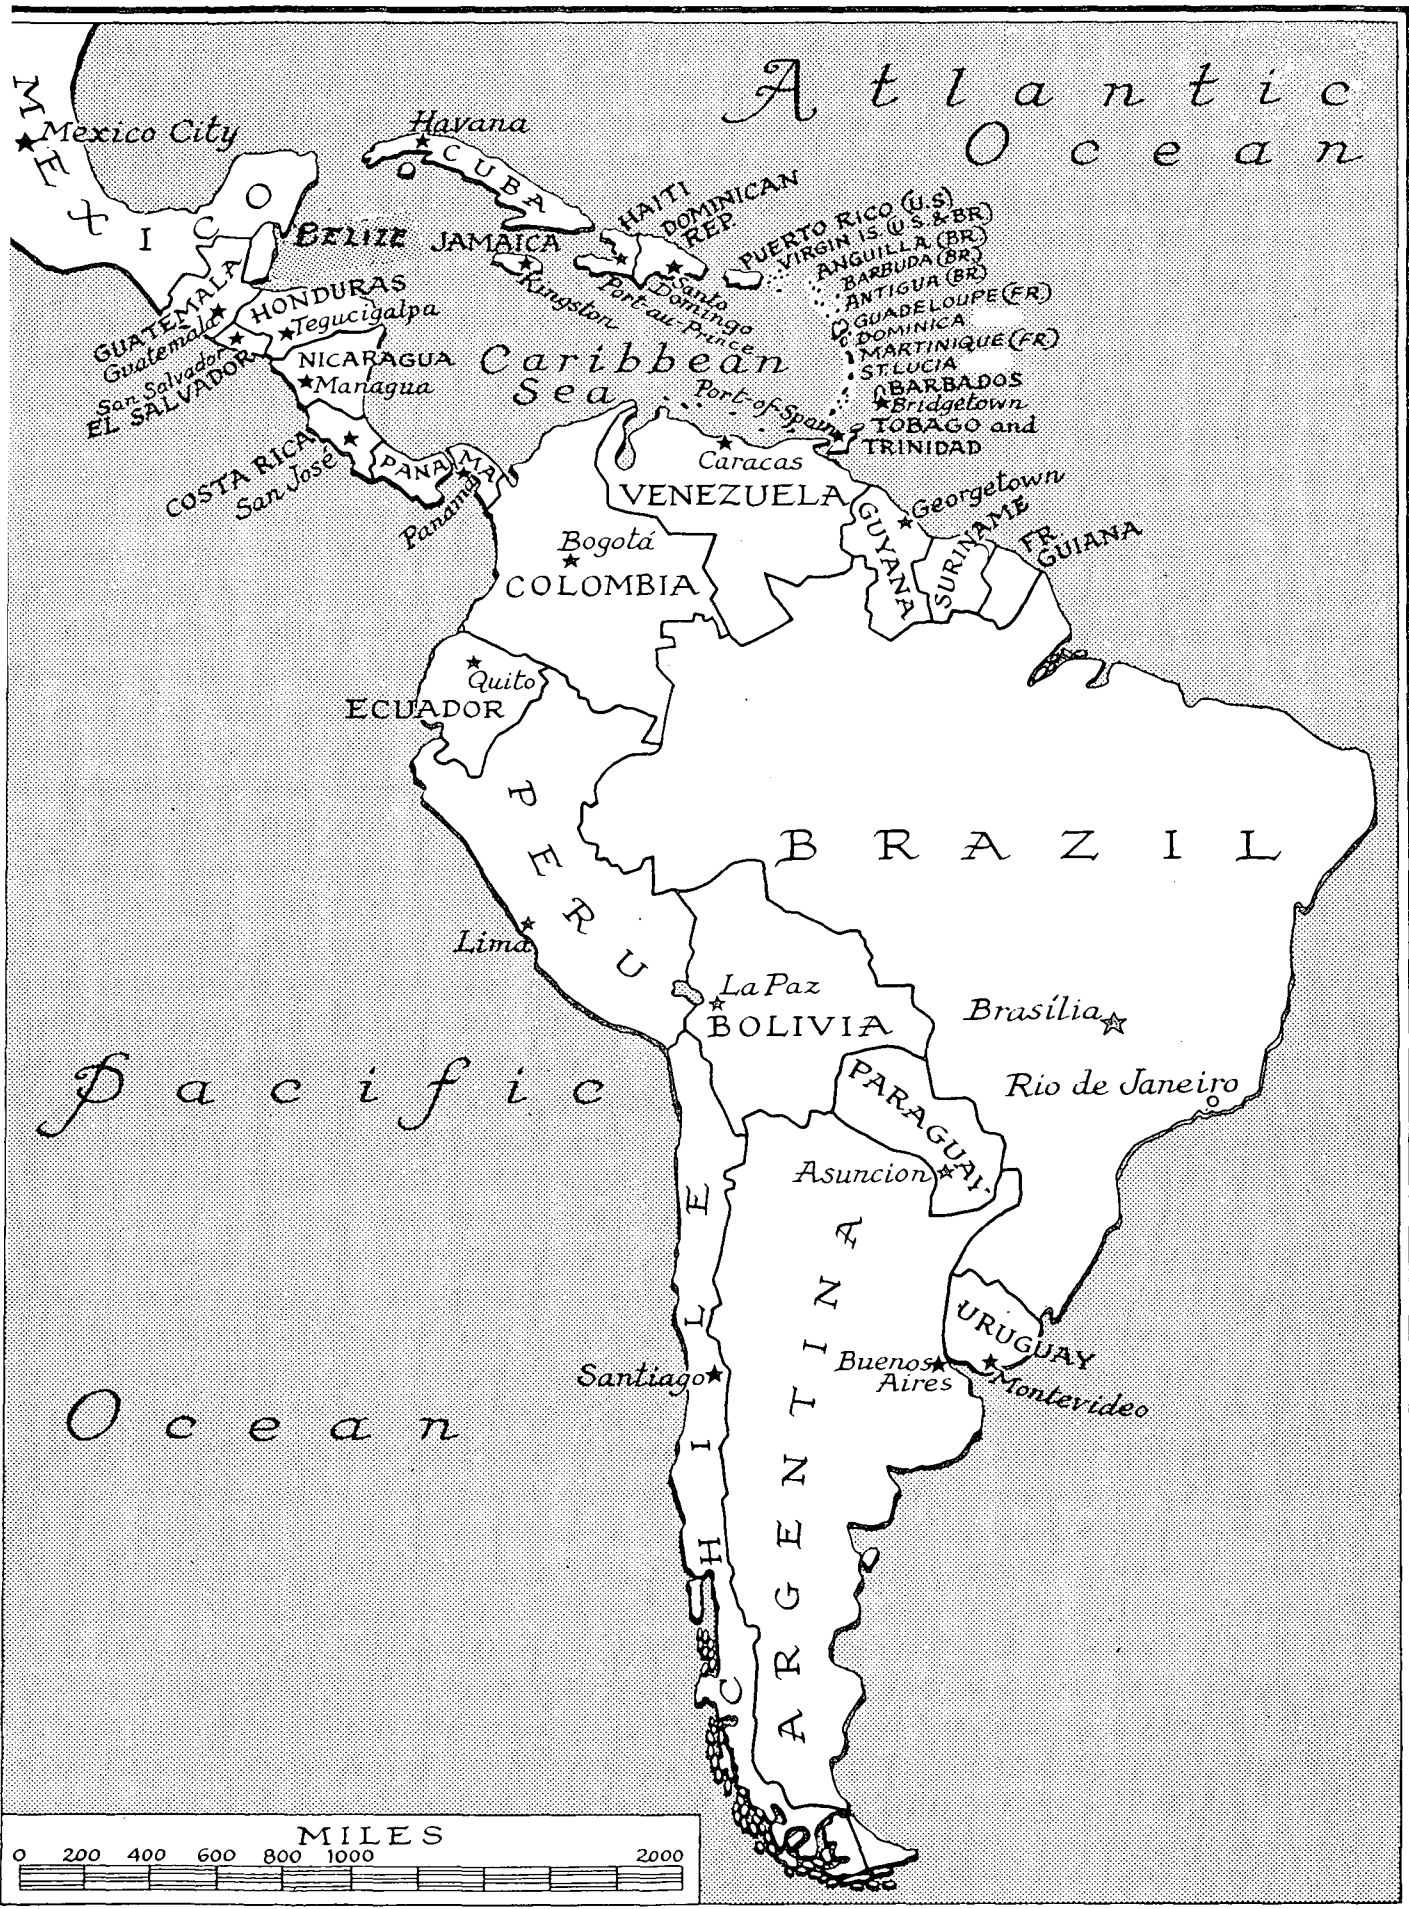 Atlantic
Ocean
MEXICO
Mexico City
Havana
CUBA
BELIZE
JAMAICA
Kingston
HAITI
Port-au-Prince
DOMINICAN
REP.
Santo
Domingo
PUERTO RICO (U.S)
VIRGIN IS (U.S. & BR)
ANGUILLA (BR)
BARBUDA (BR.)
ANTIGUA (BR)
GUADELOUPE (FR.)
DOMINICA
MARTINIQUE (FR)
ST. LUCIA
BARBADOS
Bridgetown
TOBAGO and
TRINIDAD
Port-of-Spain
GUATEMALA
Guatemala
HONDURAS
Tegucigalpa
San Salvador
EL SALVADOR
NICARAGUA
Managua
COSTA RICA
San José
PANAMA
Panama
Caribbean
Sea
Caracas
VENEZUELA
Georgetown
GUYANA
SURINAME
FR
GUIANA
Bogotá
COLOMBIA
Quito
ECUADOR
PERU
Lima
BRAZIL
Brasília
Rio de Janeiro
La Paz
BOLIVIA
PARAGUAY
Asuncion
CHILE
Santiago
ARGENTINA
Buenos
Aires
URUGUAY
Montevideo
Pacific
Ocean
MILES
0 200 400 600 800 1000 2000